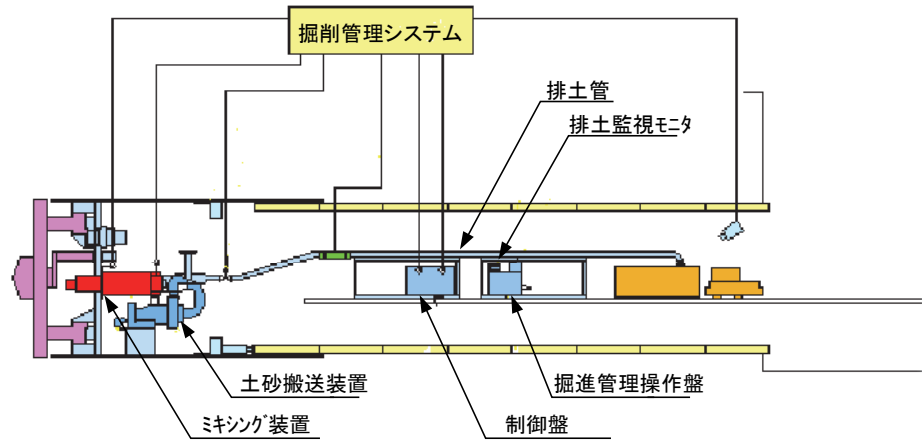 掘削管理システム
排土管
排土監視ﾓﾆﾀ
土砂搬送装置
掘進管理操作盤
ﾐｷｼﾝｸﾞ装置
制御盤